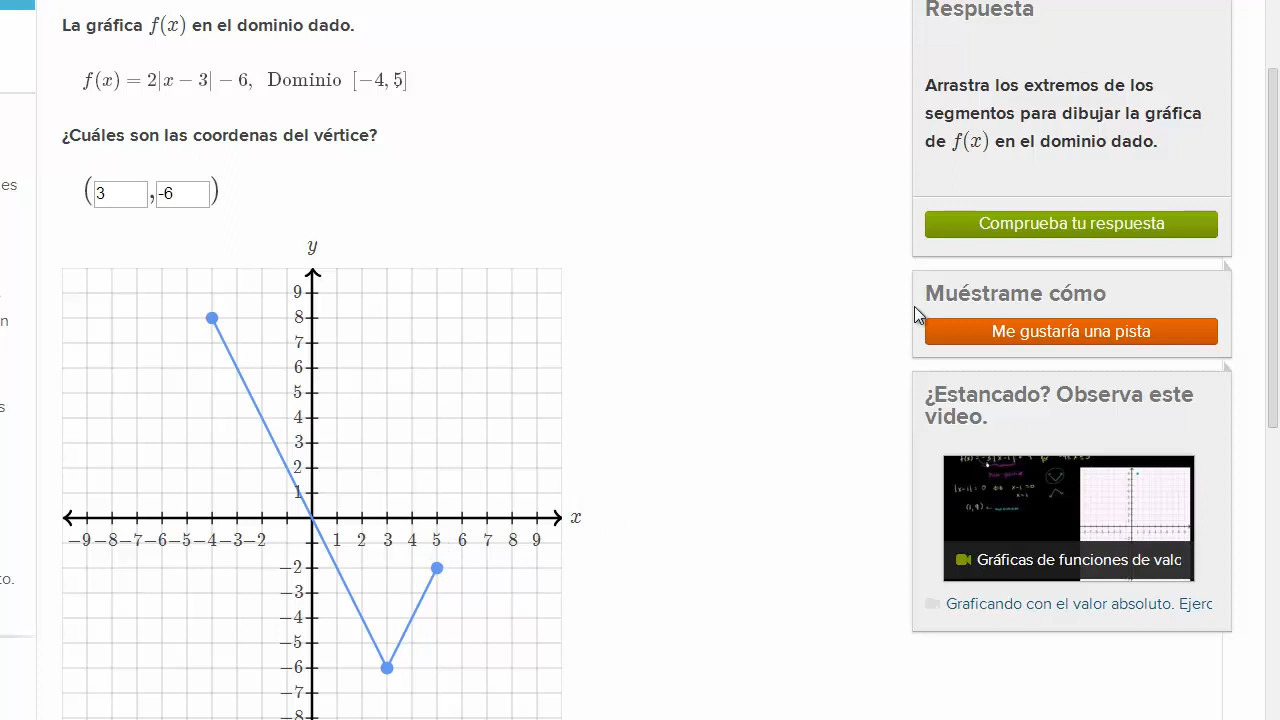 La gráfica f(x) en el dominio dado.
f(x) = 2|x − 3| − 6, Dominio [−4, 5]
¿Cuáles son las coordenas del vértice?
(3,-6)
y
9
8
7
6
5
4
3
2
1
−9 −8 −7 −6 −5 −4 −3 −2 1 2 3 4 5 6 7 8 9 x
−2
−3
−4
−5
−6
−7
−8
es
n
s
to.
Respuesta
Arrastra los extremos de los
segmentos para dibujar la gráfica
de f(x) en el dominio dado.
Comprueba tu respuesta
Muéstrame cómo
Me gustaría una pista
¿Estancado? Observa este
video.
Gráficas de funciones de valo
Graficando con el valor absoluto. Ejerc